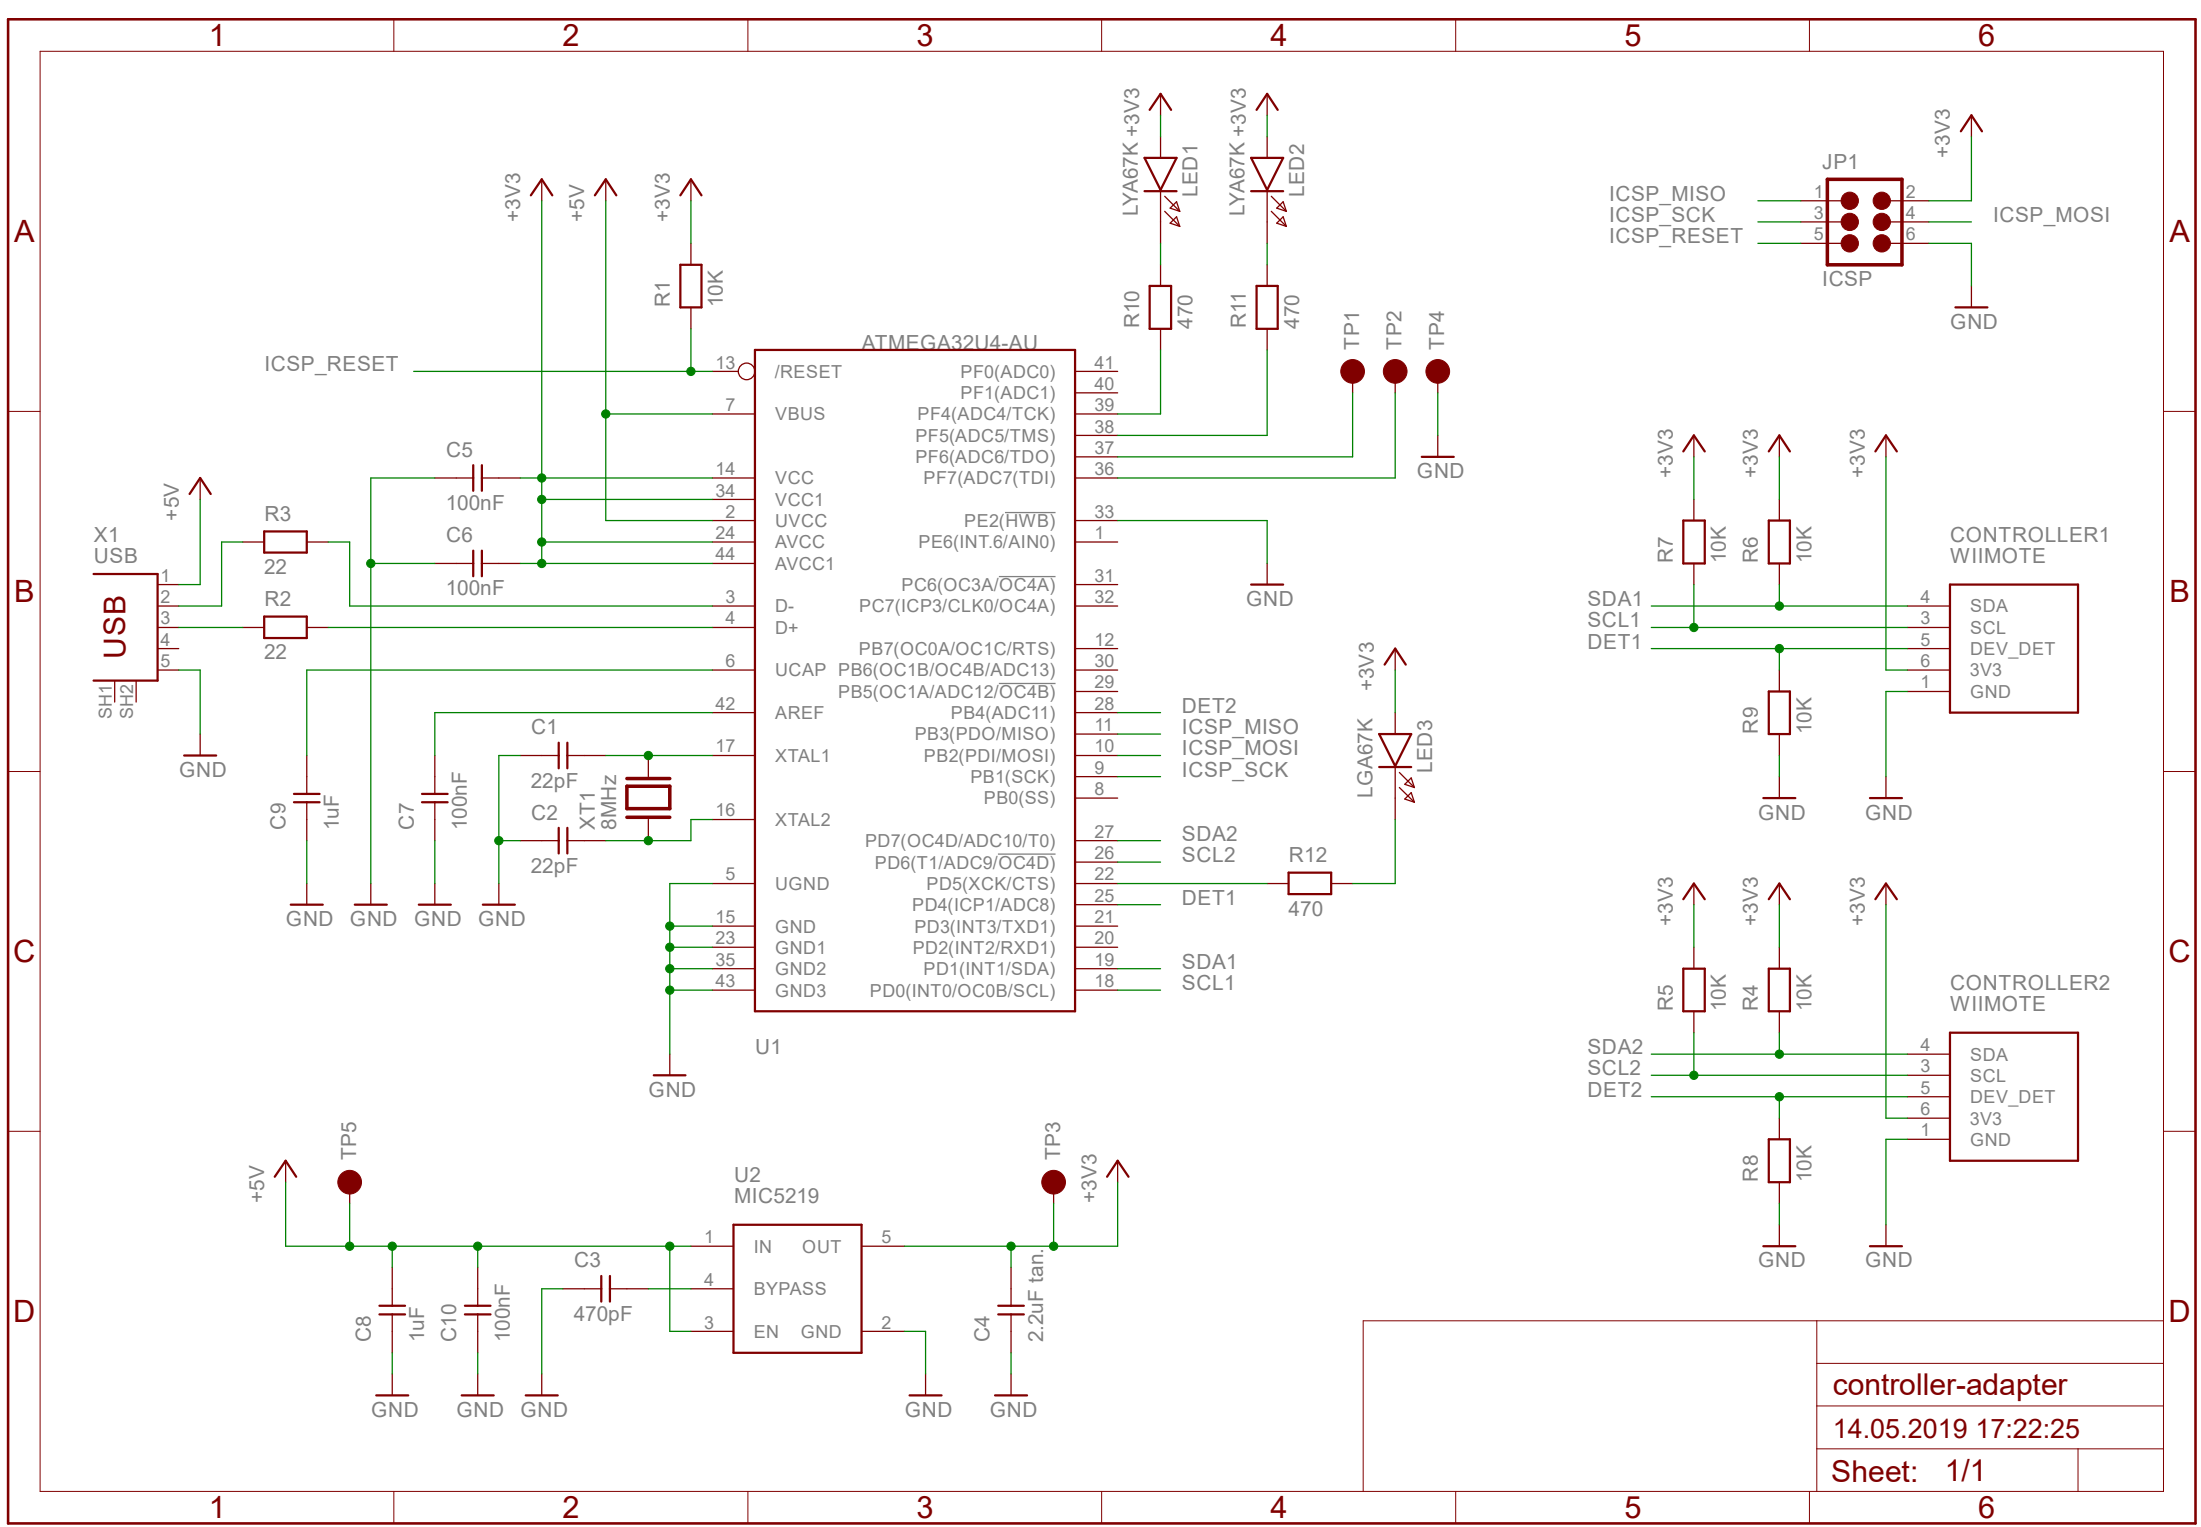 1 2 3 4 5 6
A
B
C
D
A
B
C
D
1 2 3 4 5 6
+3V3
+5V
+3V3
R1
10K
ICSP_RESET
C5
100nF
C6
100nF
+5V
X1
USB
USB
1
2
3
4
5
SH1
SH2
GND
R3
22
R2
22
C9
1uF
GND
GND
C7
100nF
GND
C1
22pF
C2
22pF
XT1
8MHz
GND
GND
ATMEGA32U4-AU
13 /RESET
7 VBUS
14 VCC
34 VCC1
2 UVCC
24 AVCC
44 AVCC1
3 D-
4 D+
6 UCAP
42 AREF
17 XTAL1
16 XTAL2
5 UGND
15 GND
23 GND1
35 GND2
43 GND3
PF0(ADC0) 41
PF1(ADC1) 40
PF4(ADC4/TCK) 39
PF5(ADC5/TMS) 38
PF6(ADC6/TDO) 37
PF7(ADC7(TDI) 36
PE2(HWB) 33
PE6(INT.6/AIN0) 1
PC6(OC3A/OC4A) 31
PC7(ICP3/CLK0/OC4A) 32
PB7(OC0A/OC1C/RTS) 12
PB6(OC1B/OC4B/ADC13) 30
PB5(OC1A/ADC12/OC4B) 29
PB4(ADC11) 28 DET2
PB3(PDO/MISO) 11 ICSP_MISO
PB2(PDI/MOSI) 10 ICSP_MOSI
PB1(SCK) 9 ICSP_SCK
PB0(SS) 8
PD7(OC4D/ADC10/T0) 27 SDA2
PD6(T1/ADC9/OC4D) 26 SCL2
PD5(XCK/CTS) 22
PD4(ICP1/ADC8) 25 DET1
PD3(INT3/TXD1) 21
PD2(INT2/RXD1) 20
PD1(INT1/SDA) 19 SDA1
PD0(INT0/OC0B/SCL) 18 SCL1
U1
+3V3
LYA67K
LED1
R10
470
+3V3
LYA67K
LED2
R11
470
TP1
TP2
TP4
GND
GND
+3V3
LGA67K
LED3
R12
470
JP1
ICSP_MISO 1
ICSP_SCK 3
ICSP_RESET 5
2
4 ICSP_MOSI
6
ICSP
+3V3
GND
+3V3
+3V3
+3V3
R7
10K
R6
10K
CONTROLLER1
WIIMOTE
SDA1 4 SDA
SCL1 3 SCL
DET1 5 DEV_DET
6 3V3
1 GND
R9
10K
GND
GND
+3V3
+3V3
+3V3
R5
10K
R4
10K
CONTROLLER2
WIIMOTE
SDA2 4 SDA
SCL2 3 SCL
DET2 5 DEV_DET
6 3V3
1 GND
R8
10K
GND
GND
+5V
TP5
C8
1uF
GND
C10
100nF
GND
C3
470pF
GND
U2
MIC5219
1 IN OUT 5
4 BYPASS
3 EN GND 2
GND
TP3
+3V3
C4
2.2uF tan.
GND
controller-adapter
14.05.2019 17:22:25
Sheet: 1/1